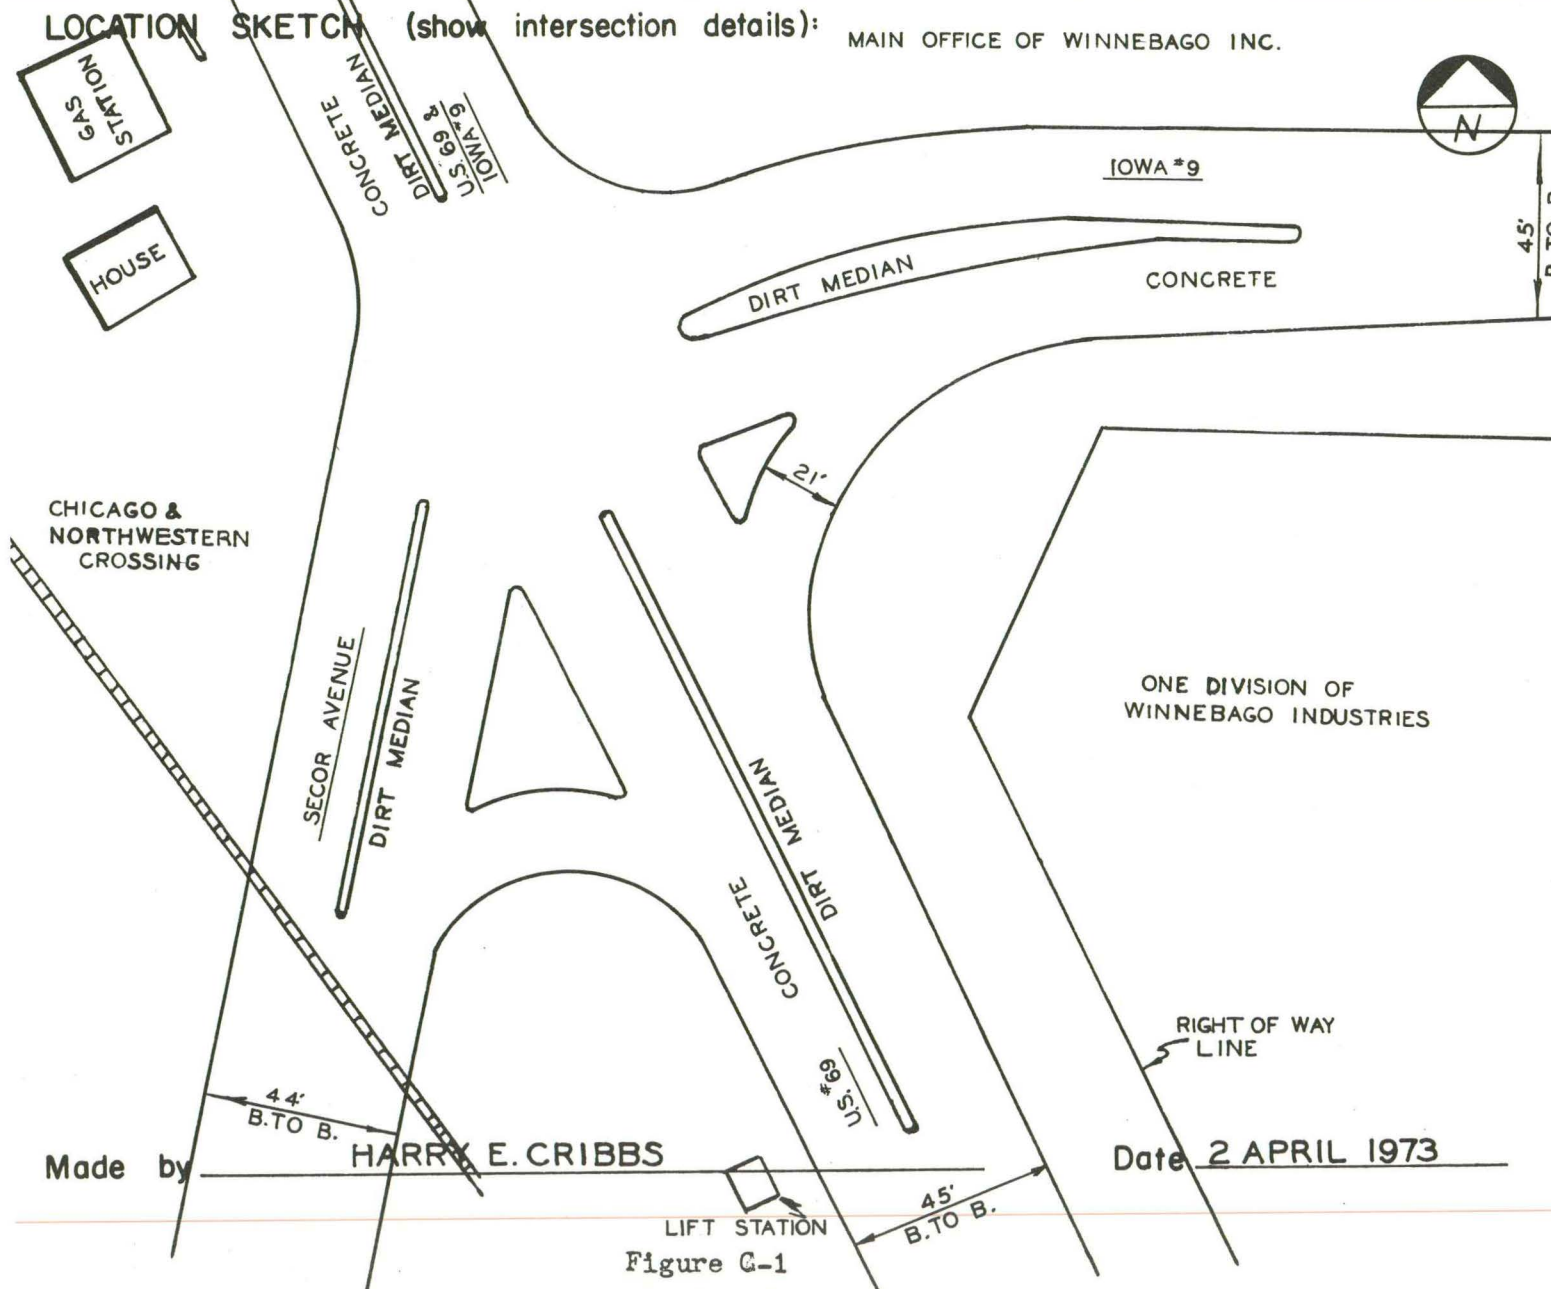 LOCATION SKETCH (show intersection details):
MAIN OFFICE OF WINNEBAGO INC.
GAS
STATION
CONCRETE
DIRT MEDIAN
U.S. 69 &
IOWA #9
N
IOWA #9
HOUSE
DIRT MEDIAN
CONCRETE
45'
B. TO B.
21'
CHICAGO &
NORTHWESTERN
CROSSING
SECOR AVENUE
DIRT MEDIAN
DIRT MEDIAN
CONCRETE
ONE DIVISION OF
WINNEBAGO INDUSTRIES
RIGHT OF WAY
LINE
U.S. #69
44'
B. TO B.
Made by HARRY E. CRIBBS
Date 2 APRIL 1973
LIFT STATION
45'
B. TO B.
Figure G-1